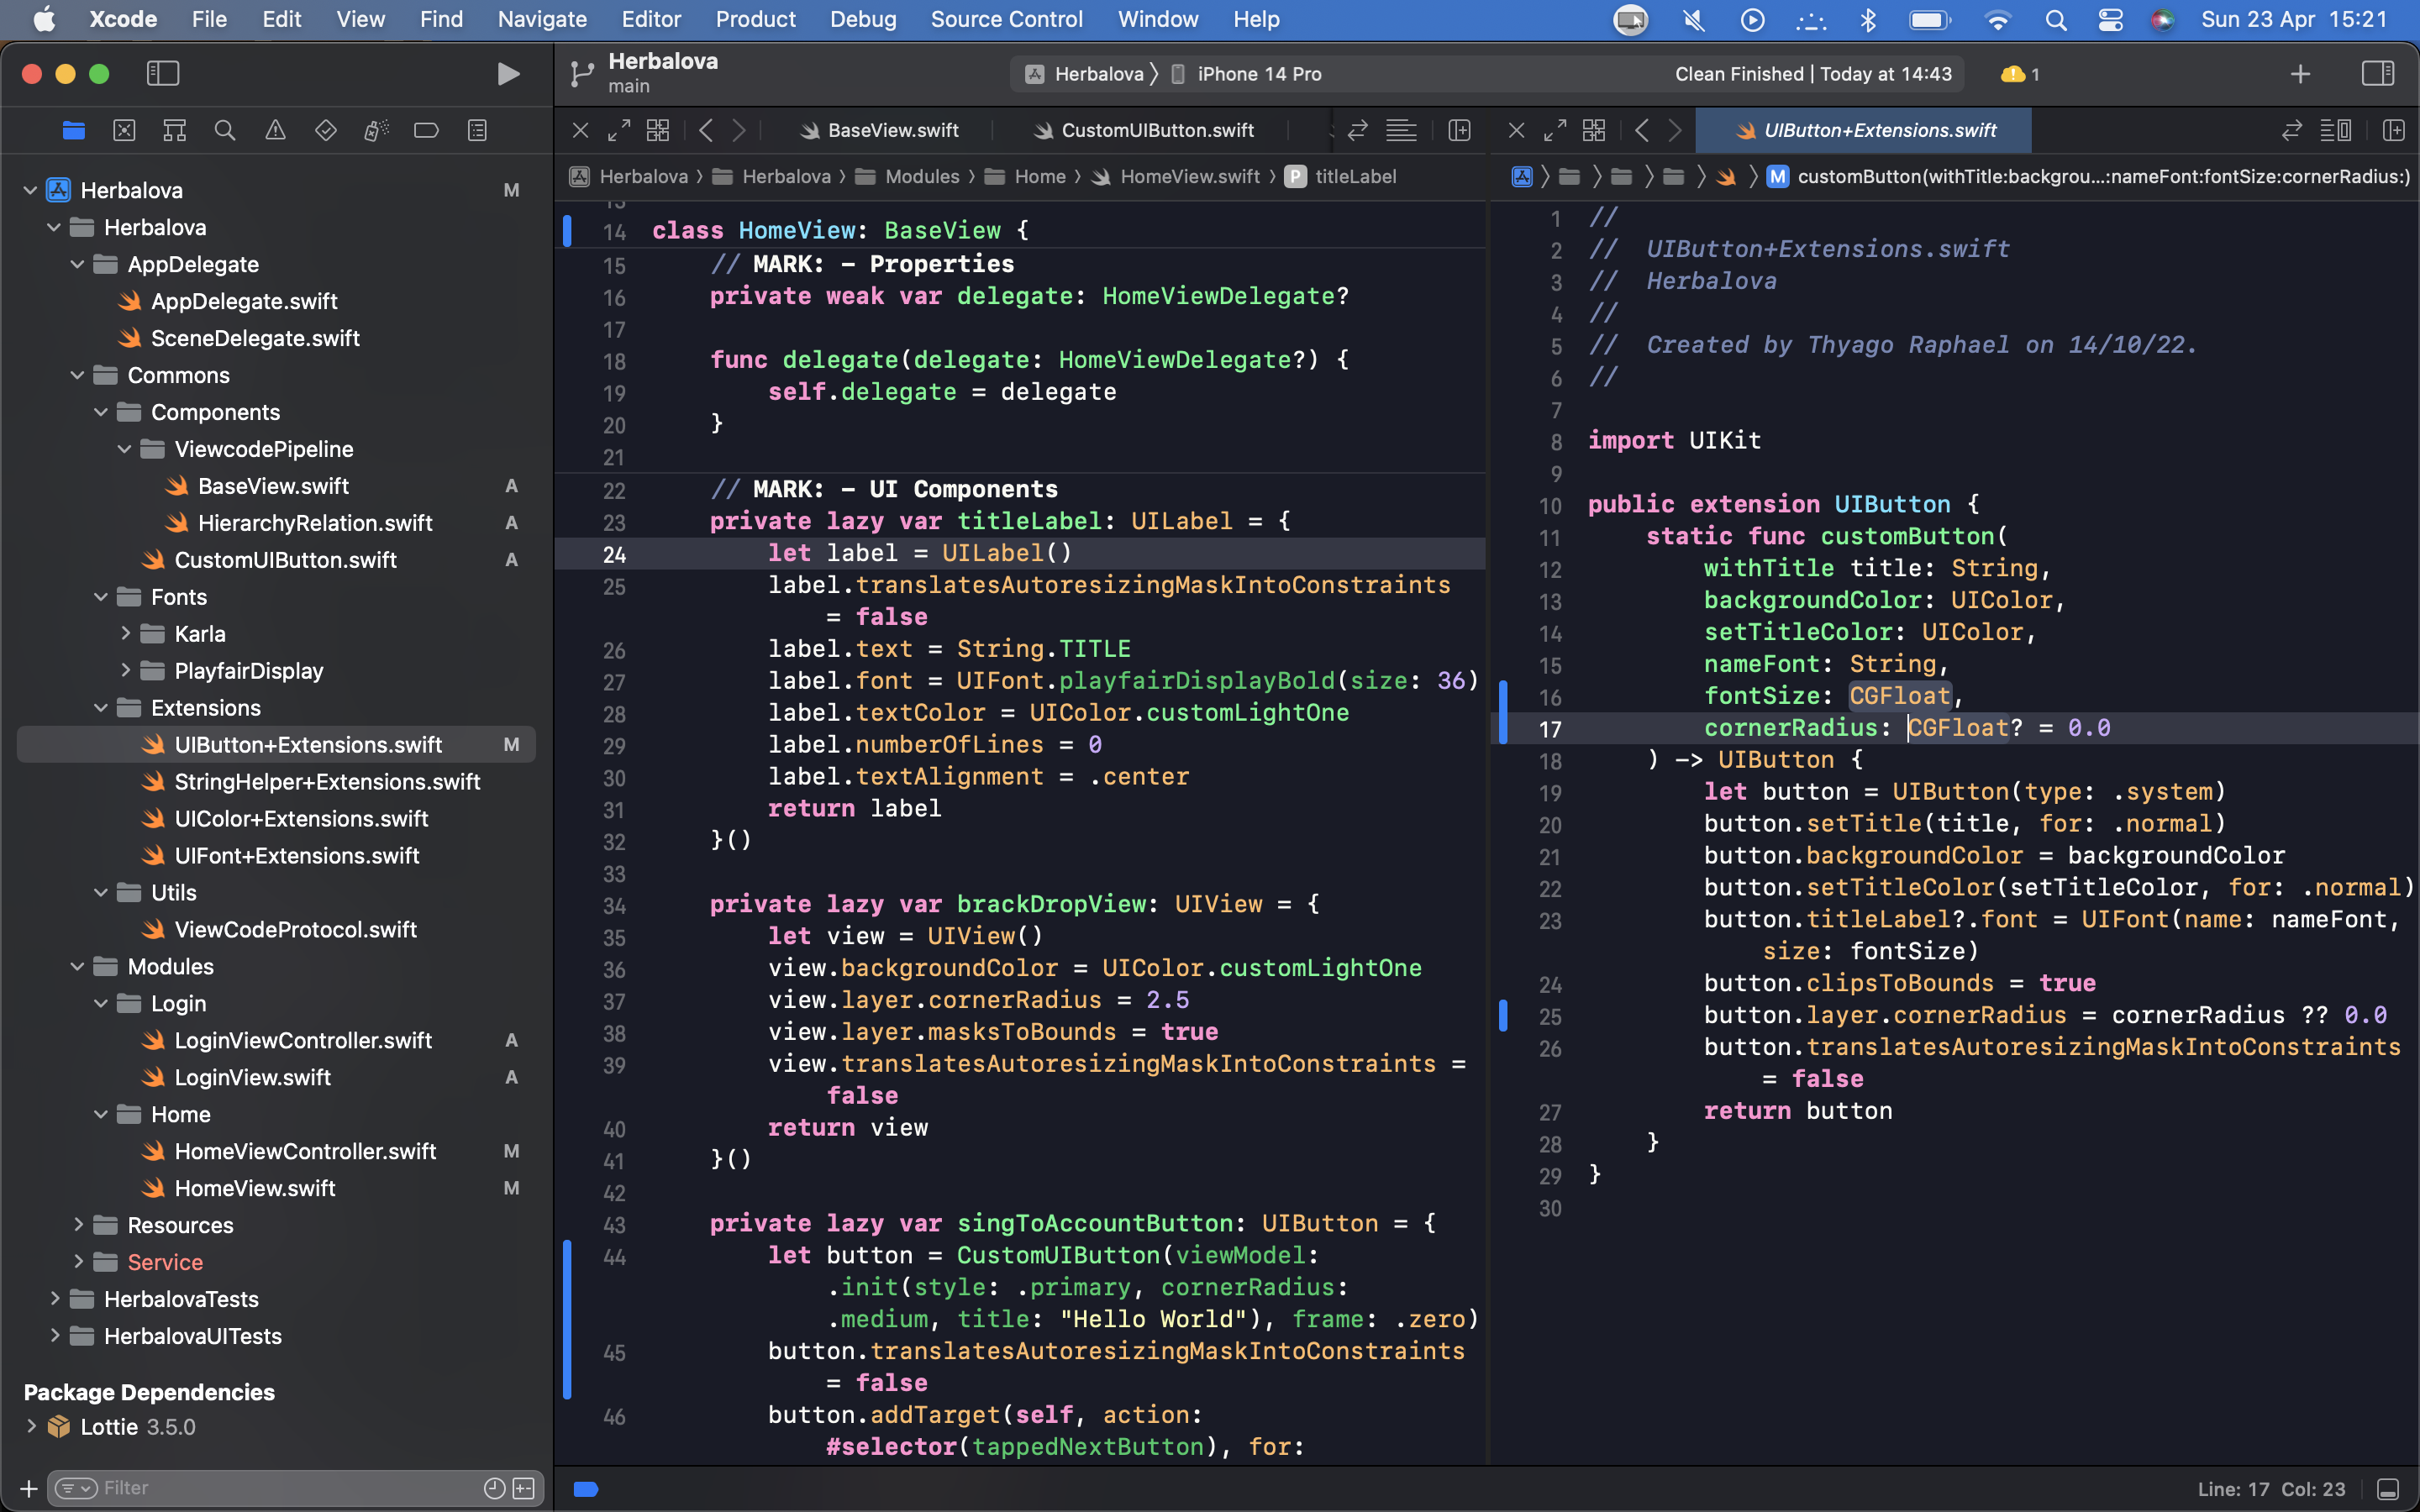 Xcode File Edit View Find Navigate Editor Product Debug Source Control Window Help Sun 23 Apr 15:21
Herbalova
main
Herbalova 〉 iPhone 14 Pro
Clean Finished | Today at 14:43
1
Herbalova M
Herbalova
AppDelegate
AppDelegate.swift
SceneDelegate.swift
Commons
Components
ViewcodePipeline
BaseView.swift A
HierarchyRelation.swift A
CustomUIButton.swift A
Fonts
Karla
PlayfairDisplay
Extensions
UIButton+Extensions.swift M
StringHelper+Extensions.swift
UIColor+Extensions.swift
UIFont+Extensions.swift
Utils
ViewCodeProtocol.swift
Modules
Login
LoginViewController.swift A
LoginView.swift A
Home
HomeViewController.swift M
HomeView.swift M
Resources
Service
HerbalovaTests
HerbalovaUITests
Package Dependencies
Lottie 3.5.0
Filter
BaseView.swift CustomUIButton.swift
Herbalova 〉 Herbalova 〉 Modules 〉 Home 〉 HomeView.swift 〉 P titleLabel
14 class HomeView: BaseView {
15 // MARK: - Properties
16 private weak var delegate: HomeViewDelegate?
17
18 func delegate(delegate: HomeViewDelegate?) {
19 self.delegate = delegate
20 }
21
22 // MARK: - UI Components
23 private lazy var titleLabel: UILabel = {
24 let label = UILabel()
25 label.translatesAutoresizingMaskIntoConstraints
= false
26 label.text = String.TITLE
27 label.font = UIFont.playfairDisplayBold(size: 36)
28 label.textColor = UIColor.customLightOne
29 label.numberOfLines = 0
30 label.textAlignment = .center
31 return label
32 }()
33
34 private lazy var brackDropView: UIView = {
35 let view = UIView()
36 view.backgroundColor = UIColor.customLightOne
37 view.layer.cornerRadius = 2.5
38 view.layer.masksToBounds = true
39 view.translatesAutoresizingMaskIntoConstraints =
false
40 return view
41 }()
42
43 private lazy var singToAccountButton: UIButton = {
44 let button = CustomUIButton(viewModel:
.init(style: .primary, cornerRadius:
.medium, title: "Hello World"), frame: .zero)
45 button.translatesAutoresizingMaskIntoConstraints
= false
46 button.addTarget(self, action:
#selector(tappedNextButton), for:
UIButton+Extensions.swift
M customButton(withTitle:backgrou...:nameFont:fontSize:cornerRadius:)
1 //
2 // UIButton+Extensions.swift
3 // Herbalova
4 //
5 // Created by Thyago Raphael on 14/10/22.
6 //
7
8 import UIKit
9
10 public extension UIButton {
11 static func customButton(
12 withTitle title: String,
13 backgroundColor: UIColor,
14 setTitleColor: UIColor,
15 nameFont: String,
16 fontSize: CGFloat,
17 cornerRadius: CGFloat? = 0.0
18 ) -> UIButton {
19 let button = UIButton(type: .system)
20 button.setTitle(title, for: .normal)
21 button.backgroundColor = backgroundColor
22 button.setTitleColor(setTitleColor, for: .normal)
23 button.titleLabel?.font = UIFont(name: nameFont,
size: fontSize)
24 button.clipsToBounds = true
25 button.layer.cornerRadius = cornerRadius ?? 0.0
26 button.translatesAutoresizingMaskIntoConstraints
= false
27 return button
28 }
29 }
30
Line: 17 Col: 23